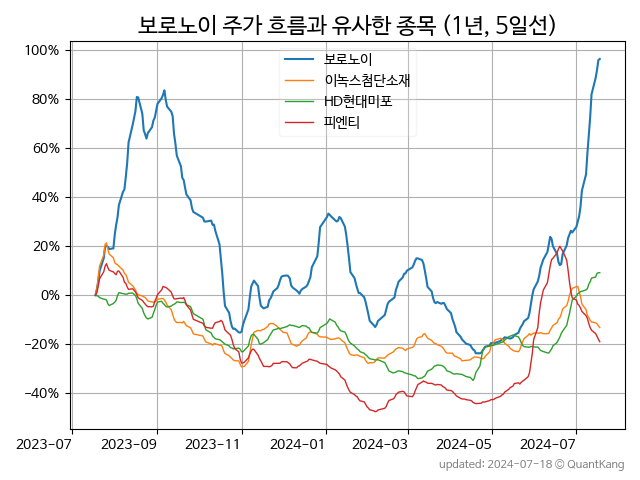 보로노이 주가 흐름과 유사한 종목 (1년, 5일선)
보로노이
이녹스첨단소재
HD현대미포
피엔티
100%
80%
60%
40%
20%
0%
−20%
−40%
2023-07 2023-09 2023-11 2024-01 2024-03 2024-05 2024-07
updated: 2024-07-18 © QuantKang